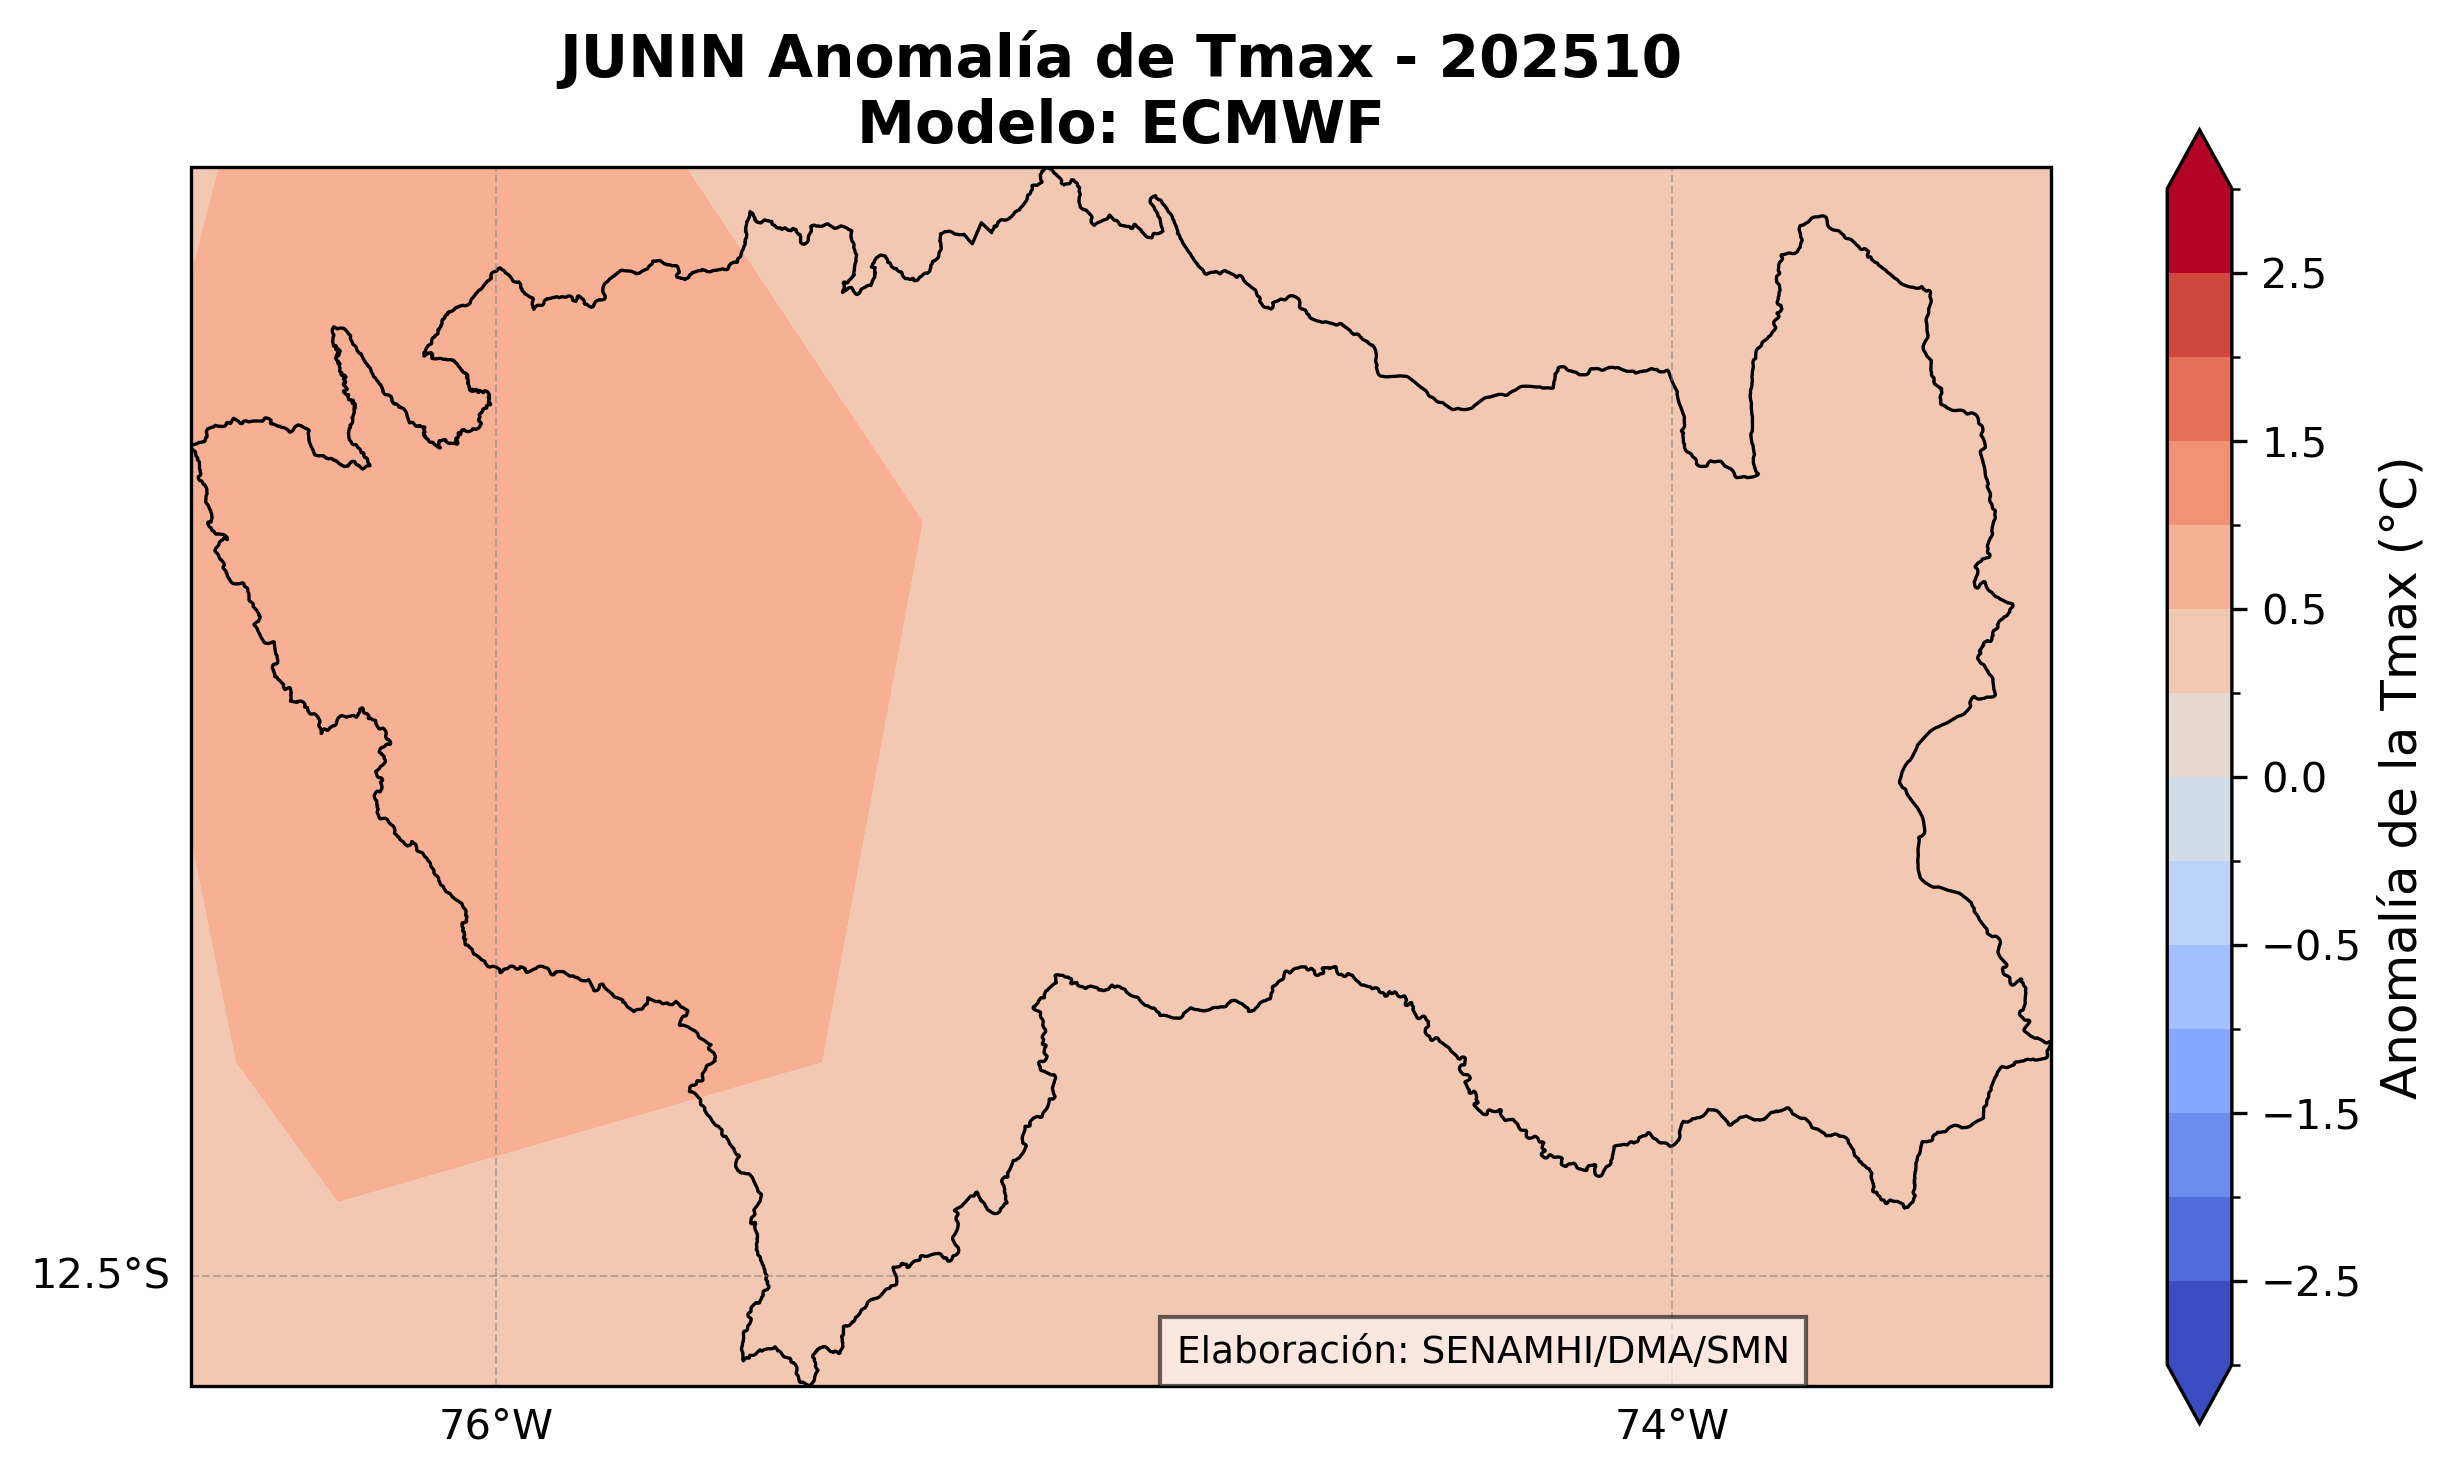 JUNIN Anomalía de Tmax - 202510
Modelo: ECMWF
2.5
1.5
0.5
0.0
−0.5
−1.5
−2.5
Anomalía de la Tmax (°C)
12.5°S
Elaboración: SENAMHI/DMA/SMN
76°W
74°W